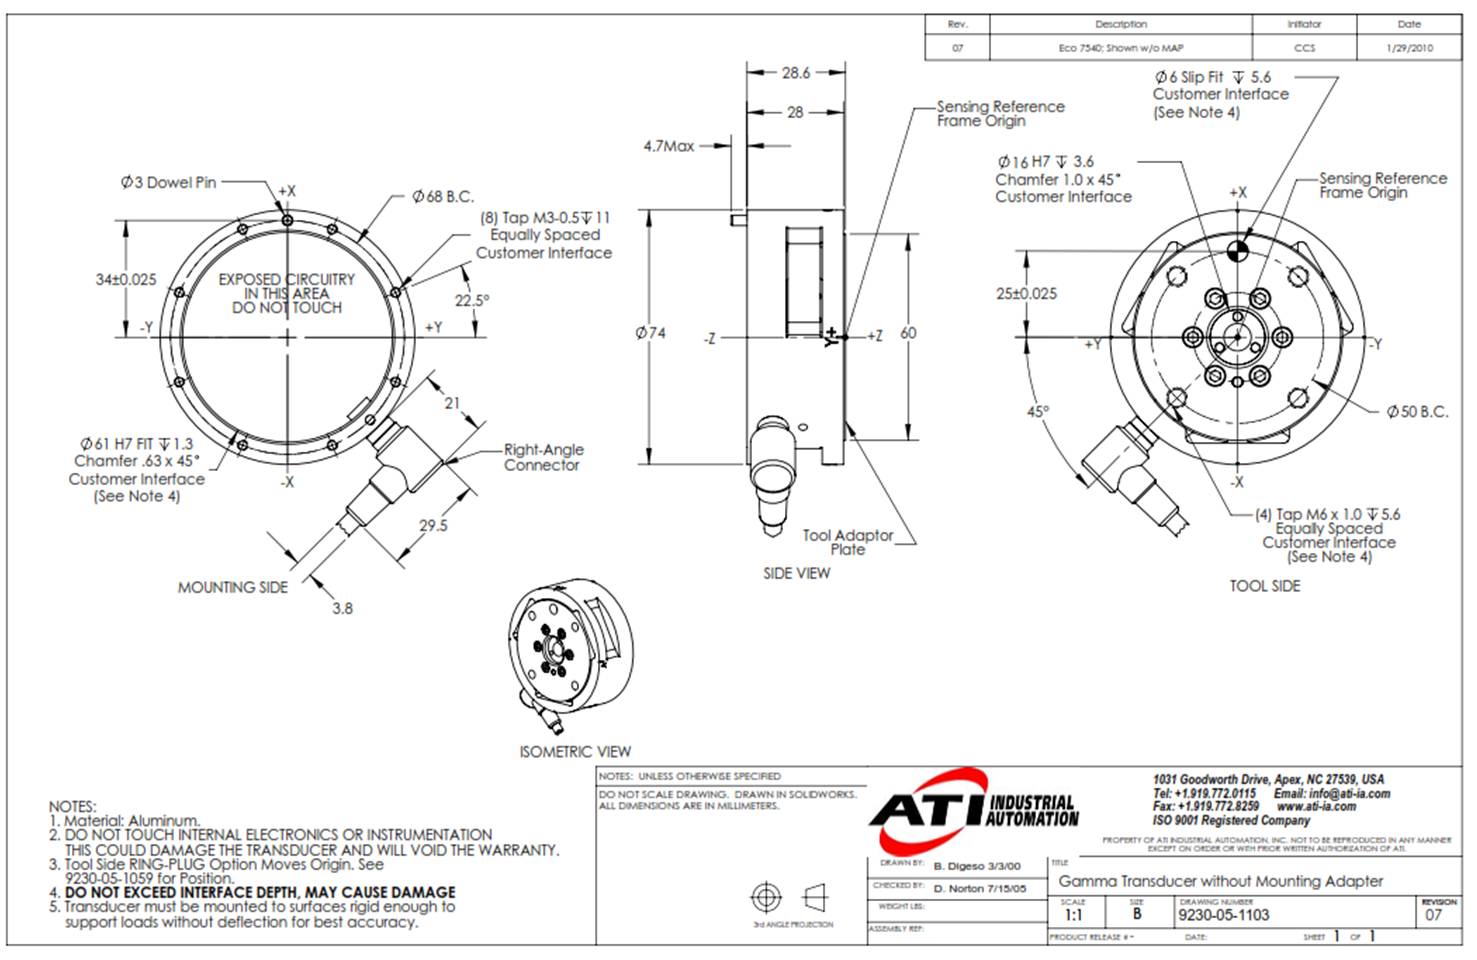 Rev. Description Initiator Date
07 Eco 7540; Shown w/o MAP CCS 1/29/2010
Ø3 Dowel Pin
+X
Ø68 B.C.
(8) Tap M3-0.5↧11
Equally Spaced
Customer Interface
34±0.025
EXPOSED CIRCUITRY
IN THIS AREA
DO NOT TOUCH
22.5°
-Y
+Y
21
Ø61 H7 FIT ↧1.3
Chamfer .63 x 45°
Customer Interface
(See Note 4)
-X
Right-Angle
Connector
29.5
3.8
MOUNTING SIDE
28.6
28
4.7Max
Sensing Reference
Frame Origin
Ø74
-Z
Y+
+Z
60
Tool Adaptor
Plate
SIDE VIEW
Ø6 Slip Fit ↧ 5.6
Customer Interface
(See Note 4)
Ø16 H7 ↧ 3.6
Chamfer 1.0 x 45°
Customer Interface
+X
Sensing Reference
Frame Origin
25±0.025
+Y
-Y
45°
Ø50 B.C.
-X
(4) Tap M6 x 1.0 ↧5.6
Equally Spaced
Customer Interface
(See Note 4)
TOOL SIDE
ISOMETRIC VIEW
NOTES:
1. Material: Aluminum.
2. DO NOT TOUCH INTERNAL ELECTRONICS OR INSTRUMENTATION
THIS COULD DAMAGE THE TRANSDUCER AND WILL VOID THE WARRANTY.
3. Tool Side RING-PLUG Option Moves Origin. See
9230-05-1059 for Position.
4. DO NOT EXCEED INTERFACE DEPTH, MAY CAUSE DAMAGE
5. Transducer must be mounted to surfaces rigid enough to
support loads without deflection for best accuracy.
NOTES: UNLESS OTHERWISE SPECIFIED
DO NOT SCALE DRAWING. DRAWN IN SOLIDWORKS.
ALL DIMENSIONS ARE IN MILLIMETERS.
3rd ANGLE PROJECTION
ATI INDUSTRIAL
AUTOMATION
1031 Goodworth Drive, Apex, NC 27539, USA
Tel: +1.919.772.0115 Email: info@ati-ia.com
Fax: +1.919.772.8259 www.ati-ia.com
ISO 9001 Registered Company
PROPERTY OF ATI INDUSTRIAL AUTOMATION, INC. NOT TO BE REPRODUCED IN ANY MANNER
EXCEPT ON ORDER OR WITH PRIOR WRITTEN AUTHORIZATION OF ATI.
DRAWN BY: B. Digeso 3/3/00
CHECKED BY: D. Norton 7/15/05
WEIGHT LBS:
ASSEMBLY REF:
TITLE
Gamma Transducer without Mounting Adapter
SCALE SIZE DRAWING NUMBER REVISION
1:1 B 9230-05-1103 07
PRODUCT RELEASE # - DATE: SHEET 1 OF 1